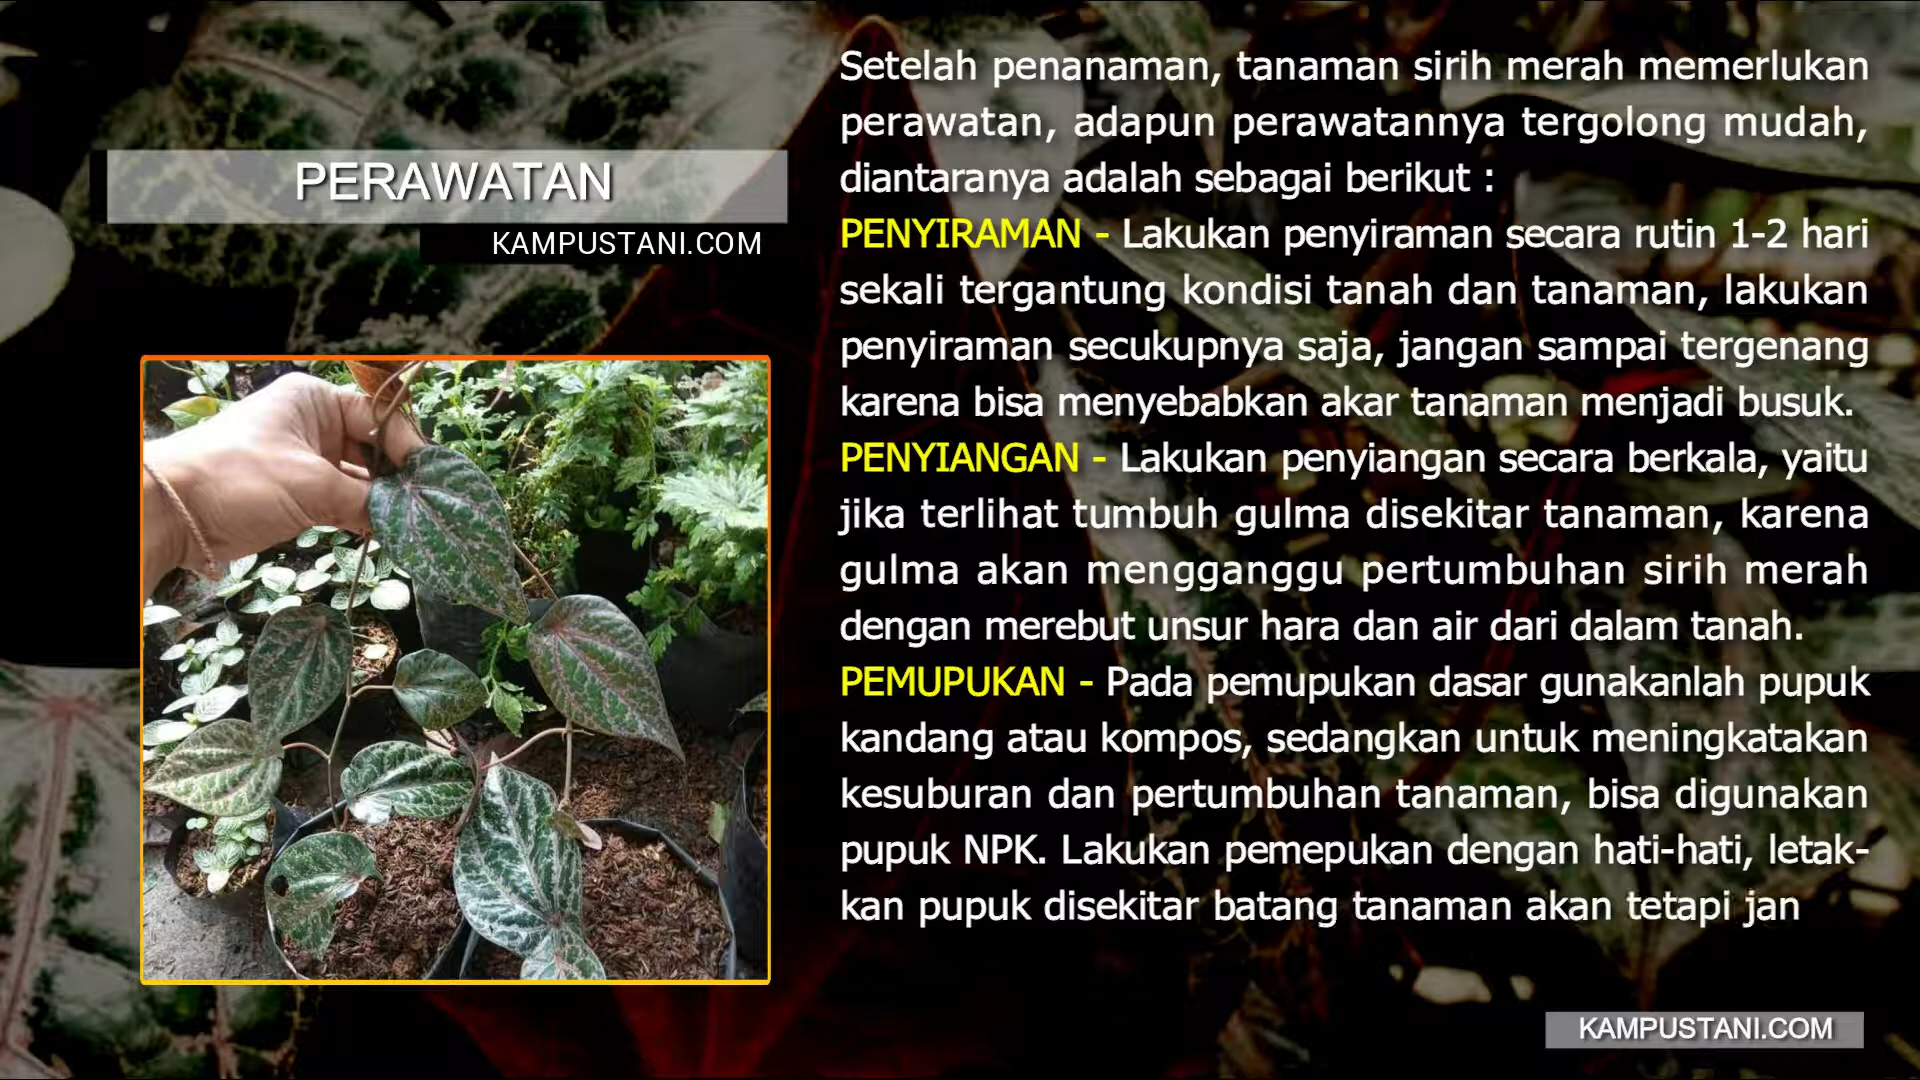 PERAWATAN
KAMPUSTANI.COM
Setelah penanaman, tanaman sirih merah memerlukan
perawatan, adapun perawatannya tergolong mudah,
diantaranya adalah sebagai berikut :
PENYIRAMAN - Lakukan penyiraman secara rutin 1-2 hari
sekali tergantung kondisi tanah dan tanaman, lakukan
penyiraman secukupnya saja, jangan sampai tergenang
karena bisa menyebabkan akar tanaman menjadi busuk.
PENYIANGAN - Lakukan penyiangan secara berkala, yaitu
jika terlihat tumbuh gulma disekitar tanaman, karena
gulma akan mengganggu pertumbuhan sirih merah
dengan merebut unsur hara dan air dari dalam tanah.
PEMUPUKAN - Pada pemupukan dasar gunakanlah pupuk
kandang atau kompos, sedangkan untuk meningkatakan
kesuburan dan pertumbuhan tanaman, bisa digunakan
pupuk NPK. Lakukan pemepukan dengan hati-hati, letak-
kan pupuk disekitar batang tanaman akan tetapi jan
KAMPUSTANI.COM